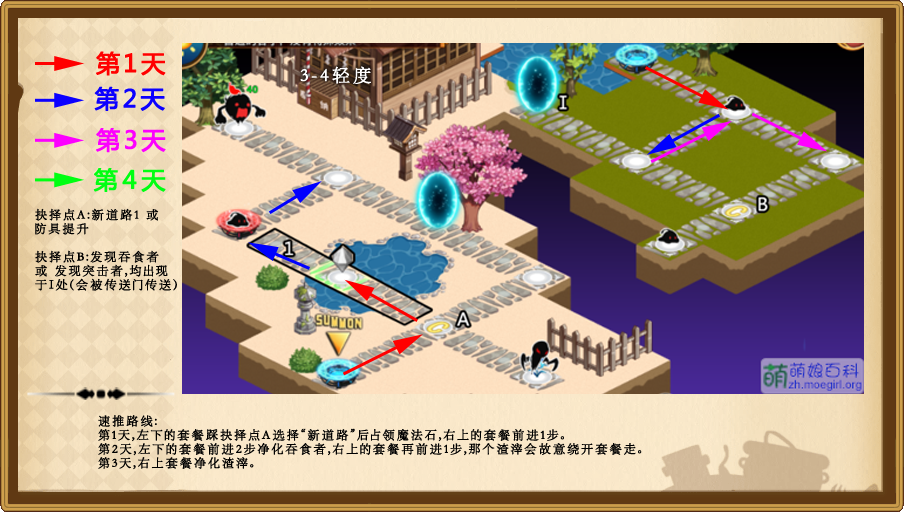 第1天
第2天
第3天
第4天
抉择点A:新道路1 或
防具提升
抉择点B:发现吞食者
或 发现突击者,均出现
于I处(会被传送门传送)
3-4轻度
40
I
B
1
A
SUMMON
萌娘百科
zh.moegirl.org
速推路线:
第1天,左下的套餐踩抉择点A选择“新道路”后占领魔法石,右上的套餐前进1步。
第2天,左下的套餐前进2步净化吞食者,右上的套餐再前进1步,那个渣滓会故意绕开套餐走。
第3天,右上套餐净化渣滓。